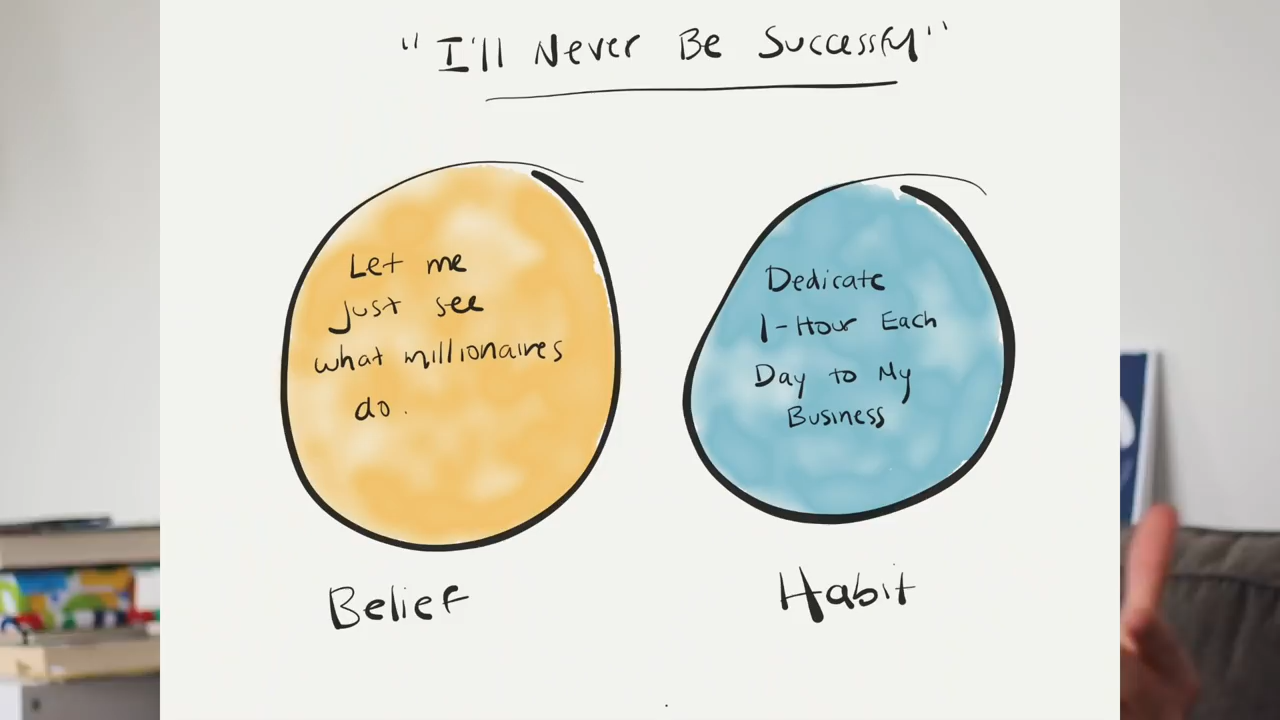 "I'll Never Be Successful"
Let me
just see
what millionaires
do.
Dedicate
1-Hour Each
Day to My
Business
Belief
Habit